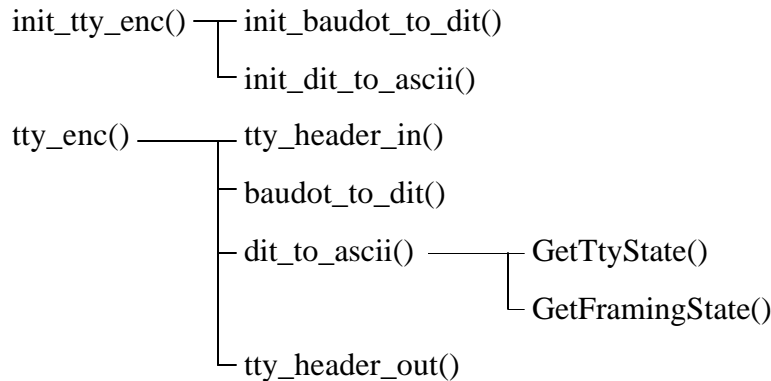 init_tty_enc() init_baudot_to_dit()
init_dit_to_ascii()
tty_enc() tty_header_in()
baudot_to_dit()
dit_to_ascii() GetTtyState()
GetFramingState()
tty_header_out()